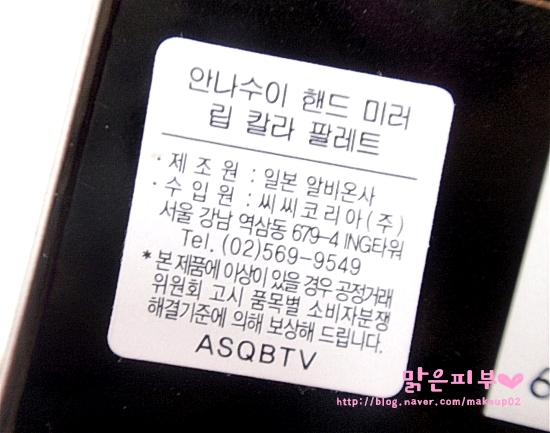 안나수이 핸드 미러
립 칼라 팔레트
· 제 조 원 : 일본 알비온사
· 수 입 원 : 씨씨코리아(주)
서울 강남 역삼동 679-4 ING타워
Tel. (02)569-9549
* 본 제품에 이상이 있을 경우 공정거래
위원회 고시 품목별 소비자분쟁
해결기준에 의해 보상해 드립니다.
ASQBTV
6
맑은피부♥
http://blog.naver.com/makeup02